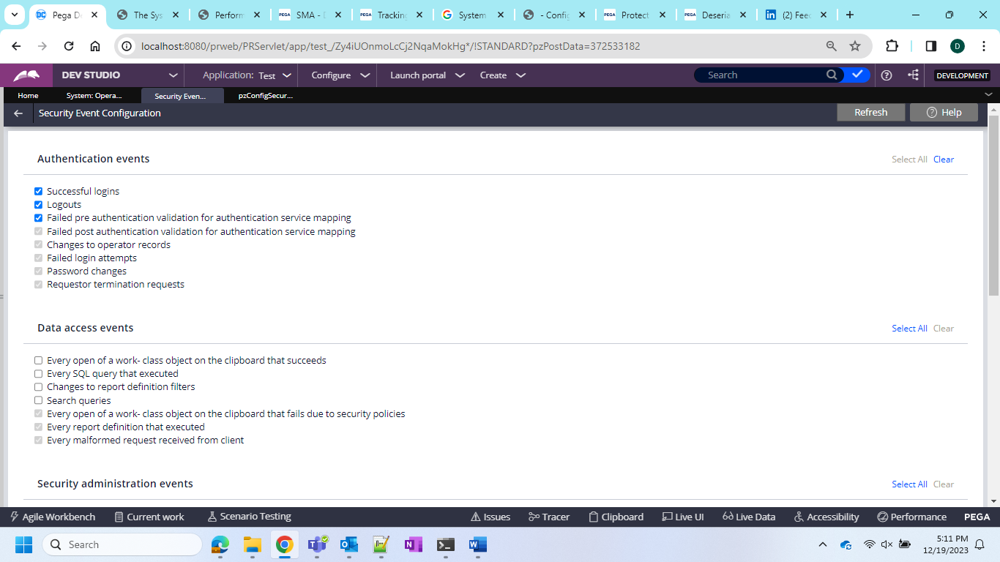 Pega D
The Sys
Perform
PEGA SMA - D
PEGA Tracking
System
- Config
PEGA Protect
PEGA Deseria
(2) Feed
localhost:8080/prweb/PRServlet/app/test_/Zy4iUOnmoLcCj2NqaMokHg*/!STANDARD?pzPostData=372533182
D
DEV STUDIO
Application: Test
Configure
Launch portal
Create
Search
DEVELOPMENT
Home
System: Opera...
Security Even...
pzConfigSecur...
Security Event Configuration
Refresh
Help
Authentication events
Select All Clear
Successful logins
Logouts
Failed pre authentication validation for authentication service mapping
Failed post authentication validation for authentication service mapping
Changes to operator records
Failed login attempts
Password changes
Requestor termination requests
Data access events
Select All Clear
Every open of a work- class object on the clipboard that succeeds
Every SQL query that executed
Changes to report definition filters
Search queries
Every open of a work- class object on the clipboard that fails due to security policies
Every report definition that executed
Every malformed request received from client
Security administration events
Select All Clear
Agile Workbench
Current work
Scenario Testing
Issues
Tracer
Clipboard
Live UI
Live Data
Accessibility
Performance
PEGA
Search
5:11 PM
12/19/2023